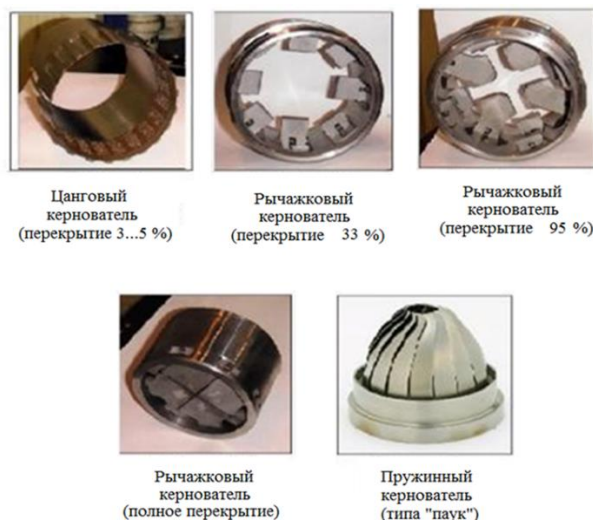 Цанговый
кернователь
(перекрытие 3...5 %)
Рычажковый
кернователь
(перекрытие 33 %)
Рычажковый
кернователь
(перекрытие 95 %)
Рычажковый
кернователь
(полное перекрытие)
Пружинный
кернователь
(типа "паук")